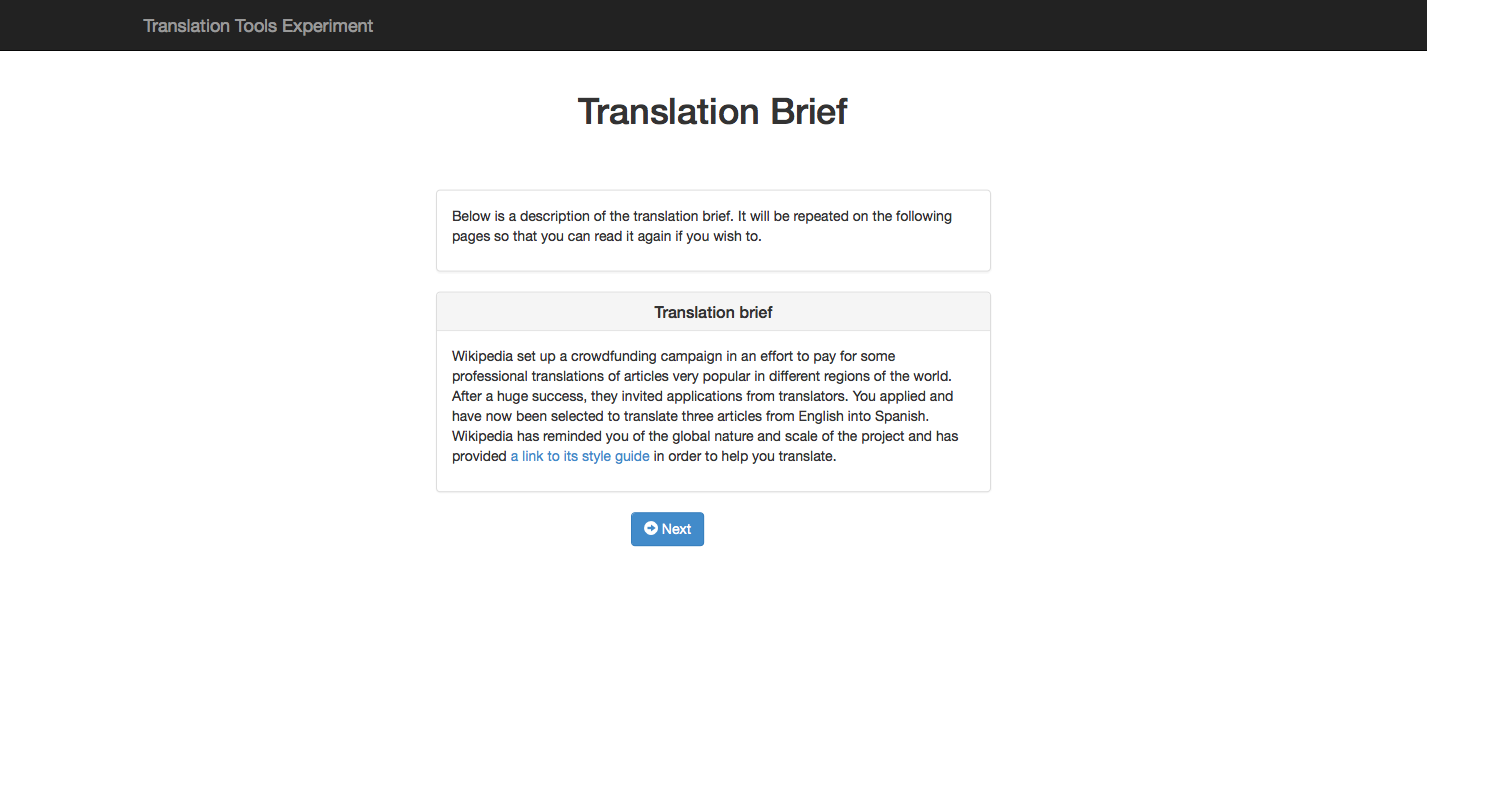 Translation Tools Experiment
Translation Brief
Below is a description of the translation brief. It will be repeated on the following
pages so that you can read it again if you wish to.
Translation brief
Wikipedia set up a crowdfunding campaign in an effort to pay for some
professional translations of articles very popular in different regions of the world.
After a huge success, they invited applications from translators. You applied and
have now been selected to translate three articles from English into Spanish.
Wikipedia has reminded you of the global nature and scale of the project and has
provided a link to its style guide in order to help you translate.
Next